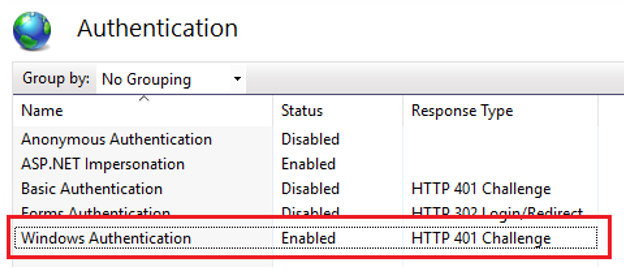 Authentication
Group by: No Grouping
Name Status Response Type
Anonymous Authentication Disabled
ASP.NET Impersonation Enabled
Basic Authentication Disabled HTTP 401 Challenge
Forms Authentication Disabled HTTP 302 Login/Redirect
Windows Authentication Enabled HTTP 401 Challenge